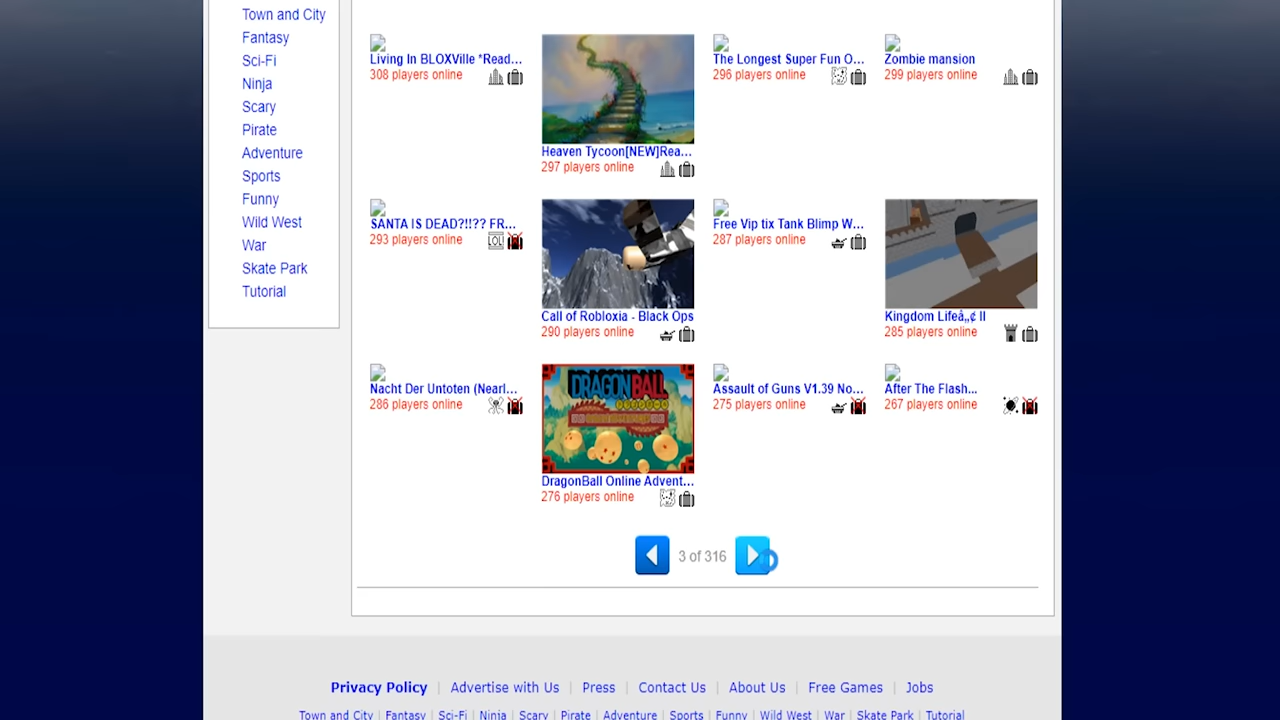 Town and City
Fantasy
Sci-Fi
Ninja
Scary
Pirate
Adventure
Sports
Funny
Wild West
War
Skate Park
Tutorial
Living In BLOXVille *Read...
308 players online
Heaven Tycoon[NEW]Rea...
297 players online
The Longest Super Fun O...
296 players online
Zombie mansion
299 players online
SANTA IS DEAD?!!?? FR...
293 players online
LOL!
Call of Robloxia - Black Ops
290 players online
Free Vip tix Tank Blimp W...
287 players online
Kingdom Lifeâ„¢ II
285 players online
Nacht Der Untoten (Nearl...
286 players online
DRAGONBALL
DragonBall Online Advent...
276 players online
Assault of Guns V1.39 No...
275 players online
After The Flash...
267 players online
3 of 316
Privacy Policy | Advertise with Us | Press | Contact Us | About Us | Free Games | Jobs
Town and City | Fantasy | Sci-Fi | Ninja | Scary | Pirate | Adventure | Sports | Funny | Wild West | War | Skate Park | Tutorial